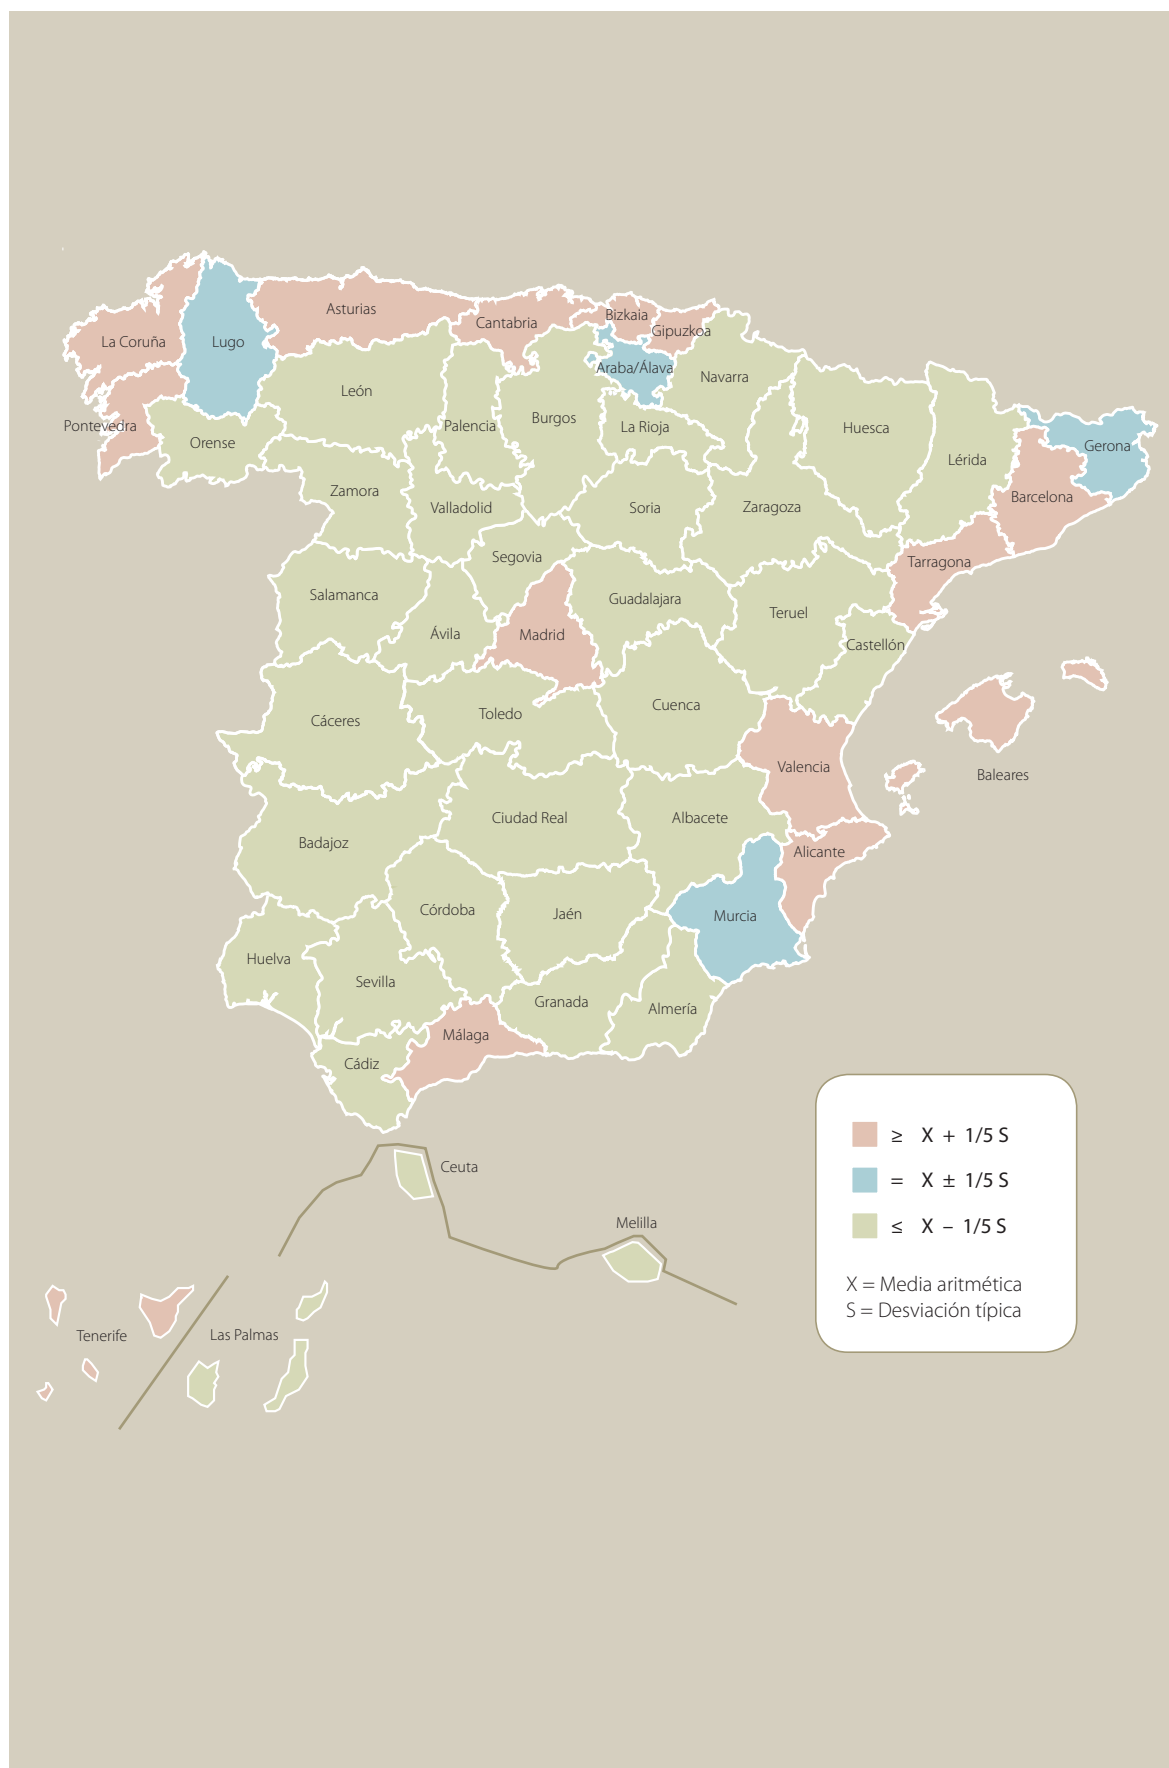 Asturias
Bizkaia
Cantabria
Gipuzkoa
La Coruña
Lugo
Araba/Álava
Navarra
León
Burgos
Pontevedra
Palencia
La Rioja
Huesca
Orense
Gerona
Lérida
Zamora
Barcelona
Valladolid
Soria
Zaragoza
Segovia
Tarragona
Salamanca
Guadalajara
Teruel
Ávila
Madrid
Castellón
Cuenca
Toledo
Cáceres
Valencia
Baleares
Ciudad Real
Albacete
Badajoz
Alicante
Córdoba
Jaén
Murcia
Huelva
Sevilla
Granada
Almería
Málaga
Cádiz
Ceuta
Melilla
Tenerife
Las Palmas
≥ X + 1/5 S
= X ± 1/5 S
≤ X – 1/5 S
X = Media aritmética
S = Desviación típica